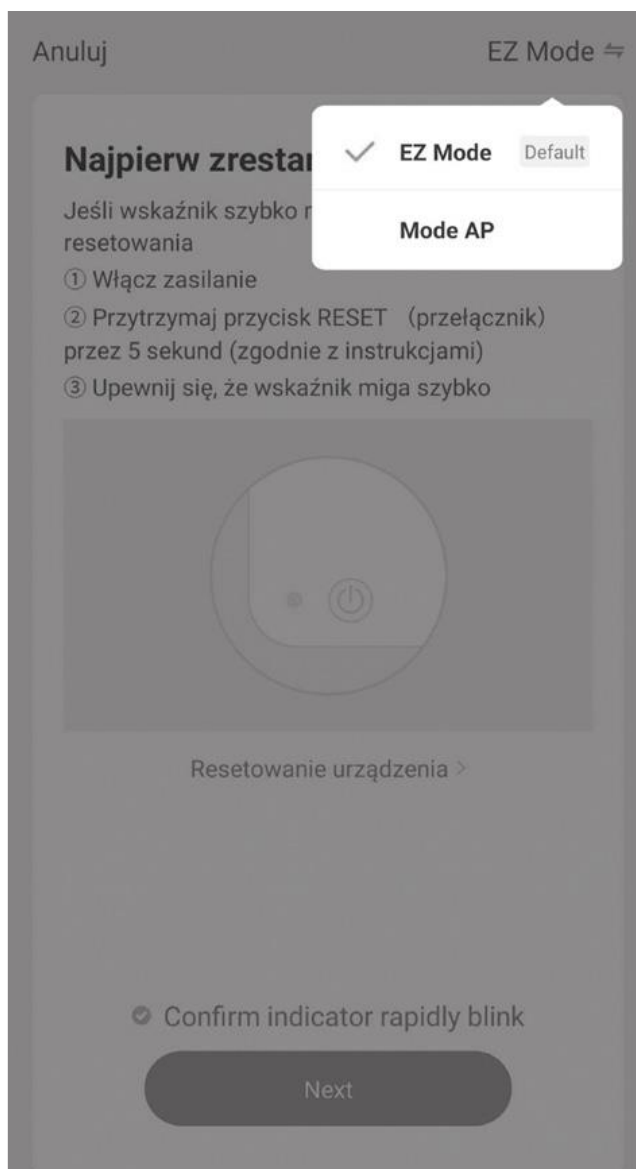 Anuluj
EZ Mode ⇋
EZ Mode Default
Mode AP
Najpierw zresta
Jeśli wskaźnik szybko
resetowania
① Włącz zasilanie
② Przytrzymaj przycisk RESET （przełącznik)
przez 5 sekund (zgodnie z instrukcjami)
③ Upewnij się, że wskaźnik miga szybko
Resetowanie urządzenia >
Confirm indicator rapidly blink
Next